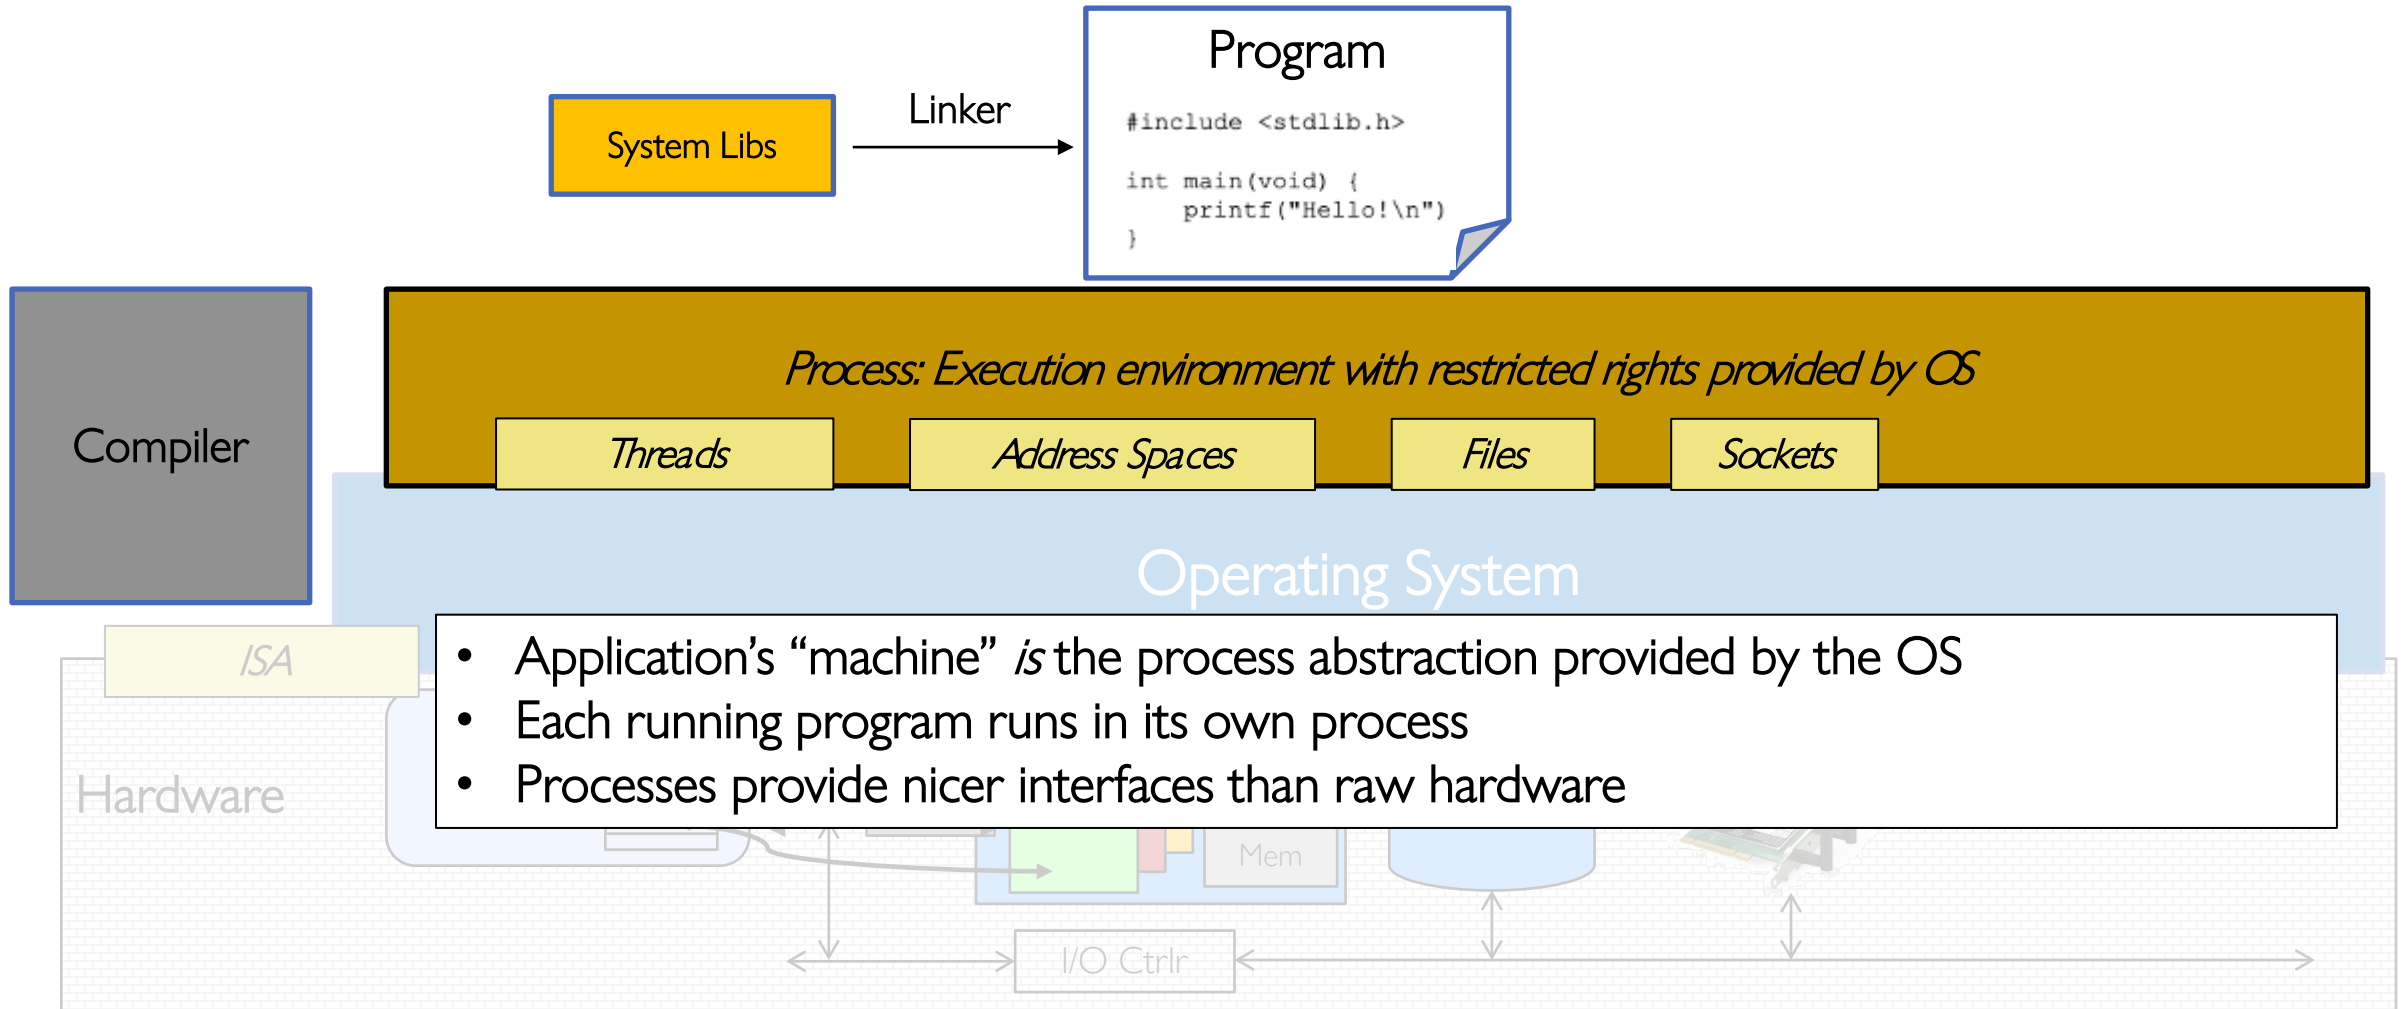 Program
#include <stdlib.h>
int main(void) {
printf("Hello!\n")
}
Linker
System Libs
Compiler
Process: Execution environment with restricted rights provided by OS
Threads
Address Spaces
Files
Sockets
Operating System
ISA
• Application’s “machine” is the process abstraction provided by the OS
• Each running program runs in its own process
• Processes provide nicer interfaces than raw hardware
Hardware
Mem
I/O Ctrlr